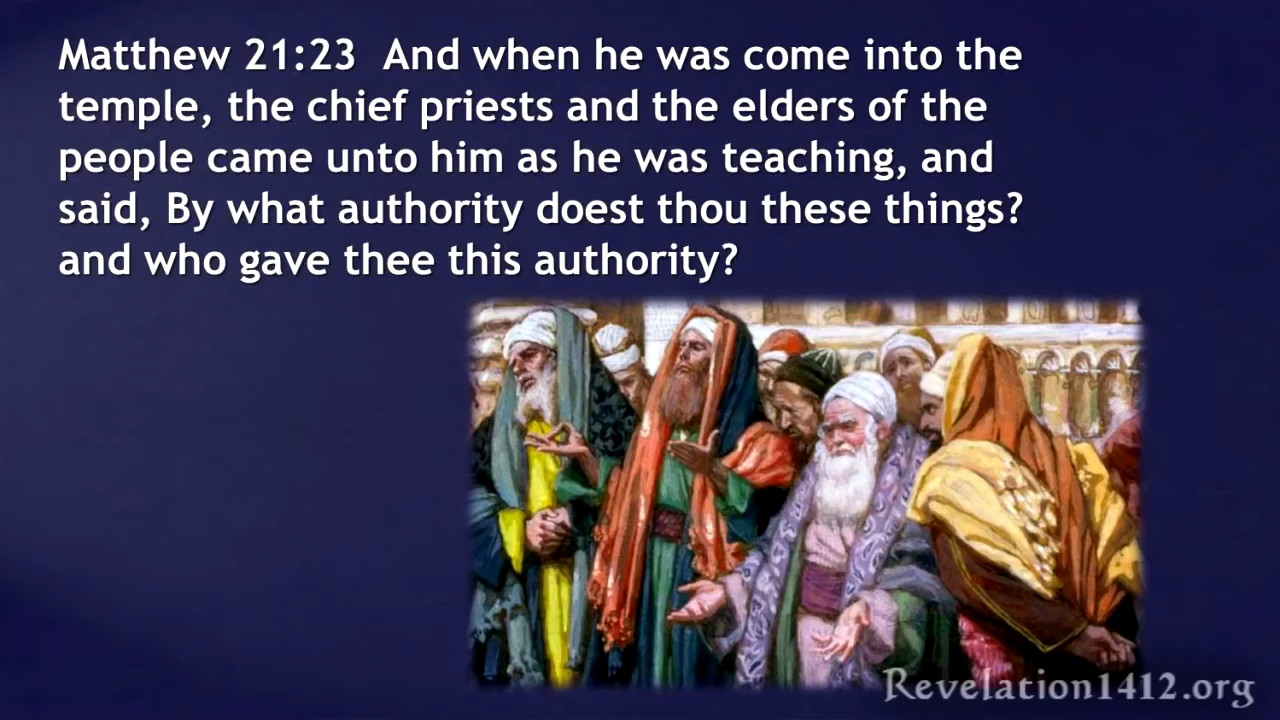 Matthew 21:23  And when he was come into the
temple, the chief priests and the elders of the
people came unto him as he was teaching, and
said, By what authority doest thou these things?
and who gave thee this authority?
Revelation1412.org